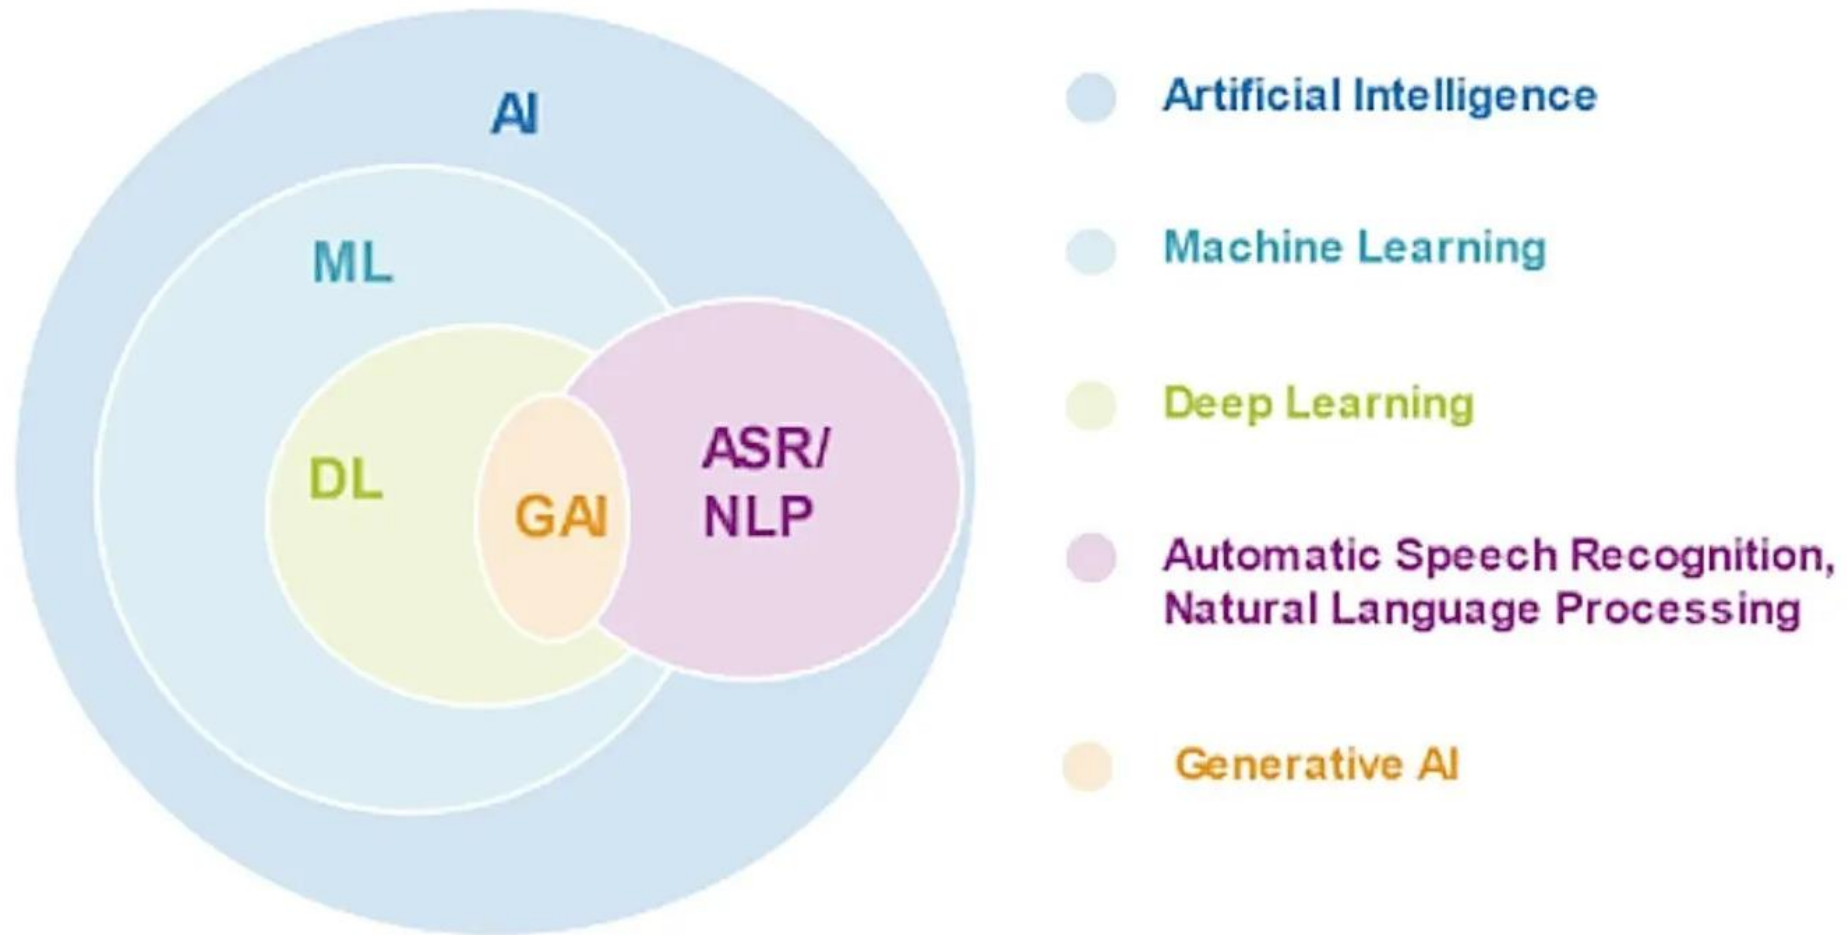 AI
ML
DL
GAI
ASR/
NLP
Artificial Intelligence
Machine Learning
Deep Learning
Automatic Speech Recognition,
Natural Language Processing
Generative AI